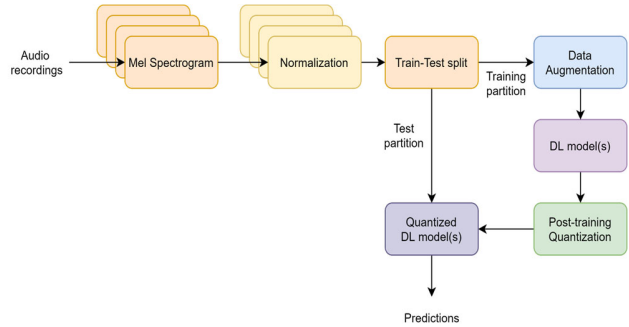 Audio
recordings
Mel Spectrogram
Normalization
Train-Test split
Training
partition
Data
Augmentation
Test
partition
DL model(s)
Quantized
DL model(s)
Post-training
Quantization
Predictions